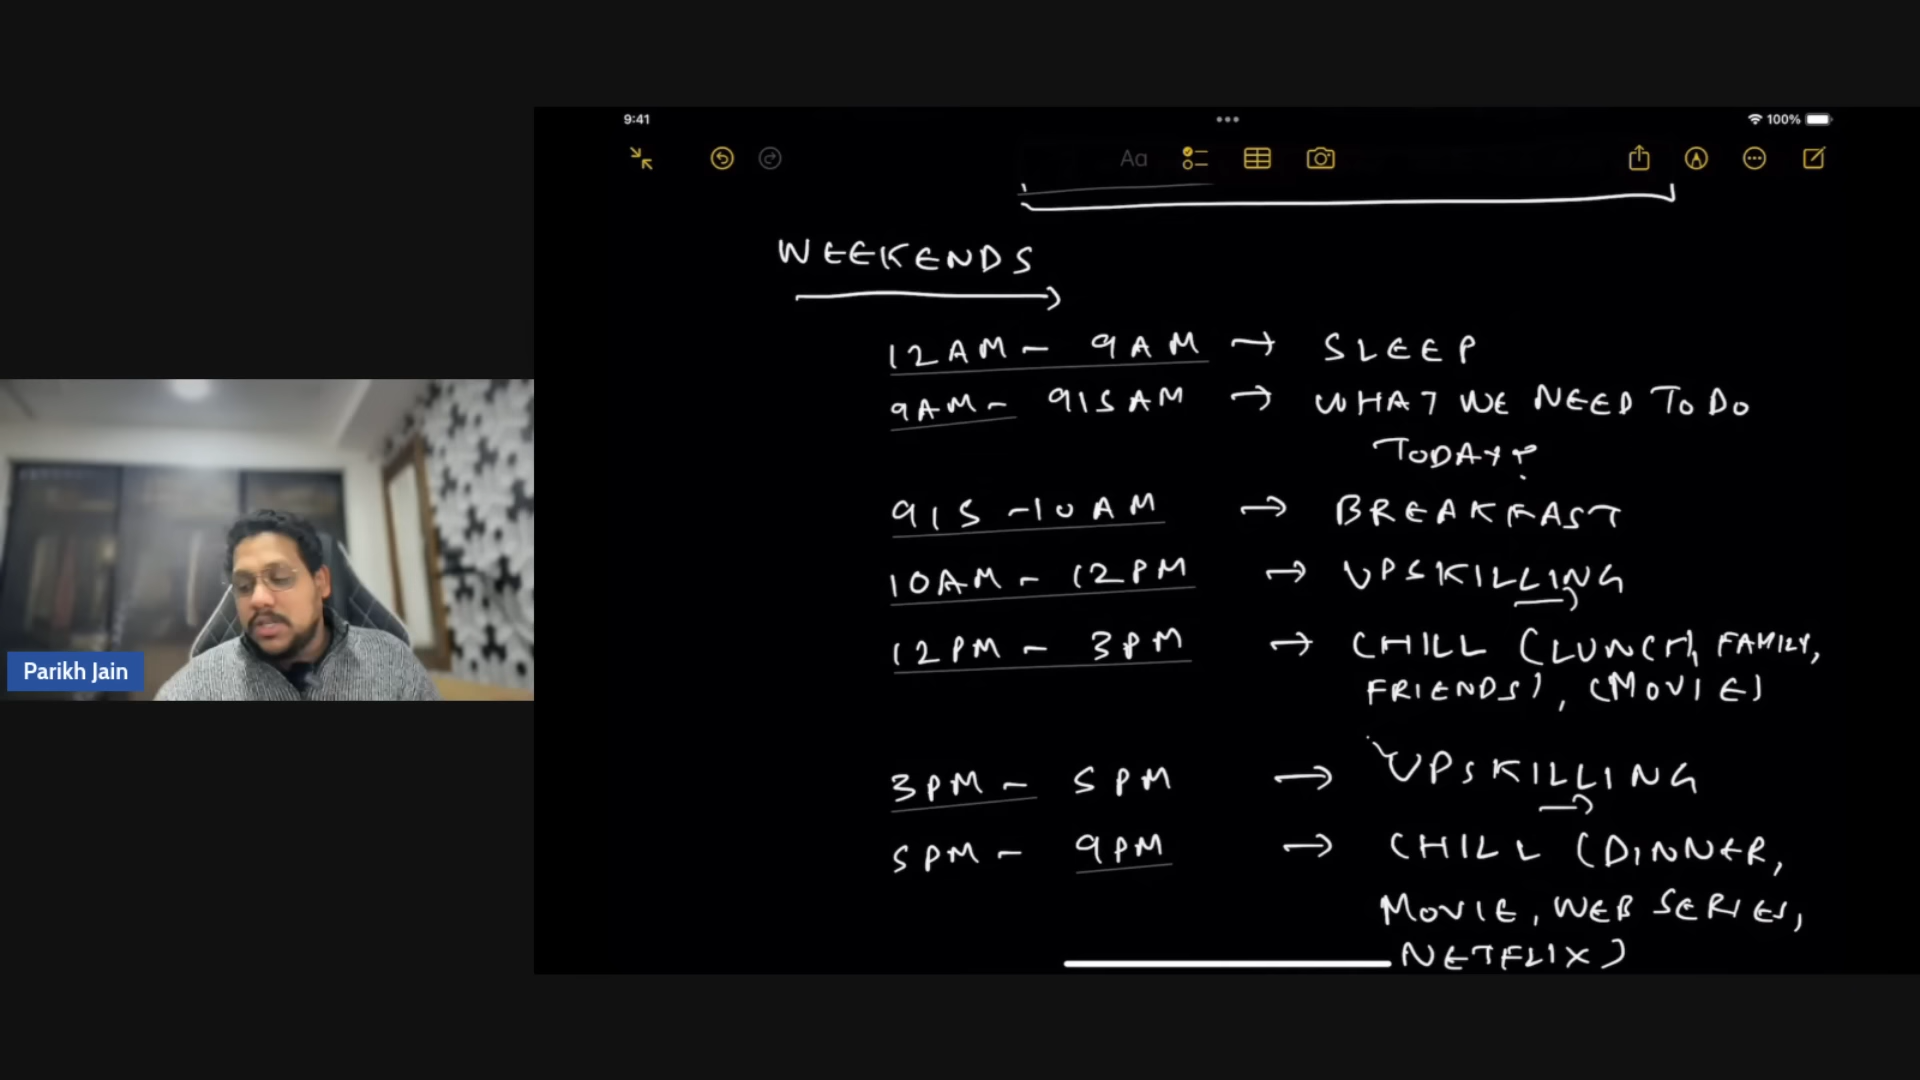 9:41
100%
Aa
WEEKENDS
12AM - 9AM → SLEEP
9AM - 915AM → WHAT WE NEED TO DO
TODAY?
915 - 10AM → BREAKFAST
10AM - 12PM → UPSKILLING
12PM - 3PM → CHILL (LUNCH, FAMILY,
FRIENDS), (MOVIE)
3PM - 5PM → UPSKILLING
5PM - 9PM → CHILL (DINNER,
MOVIE, WEB SERIES,
NETFLIX)
Parikh Jain